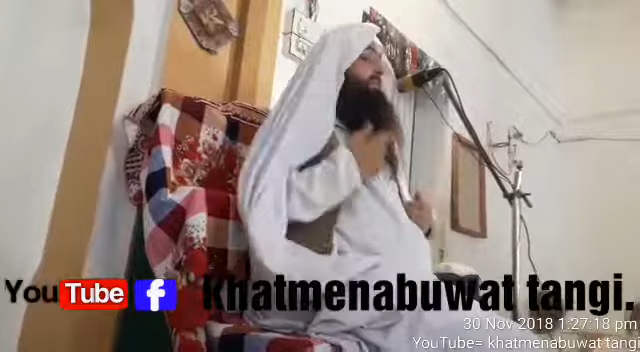 YouTube f Khatmenabuwat tangi.
30 Nov 2018 1:27:18 pm
YouTube= khatmenabuwat tangi